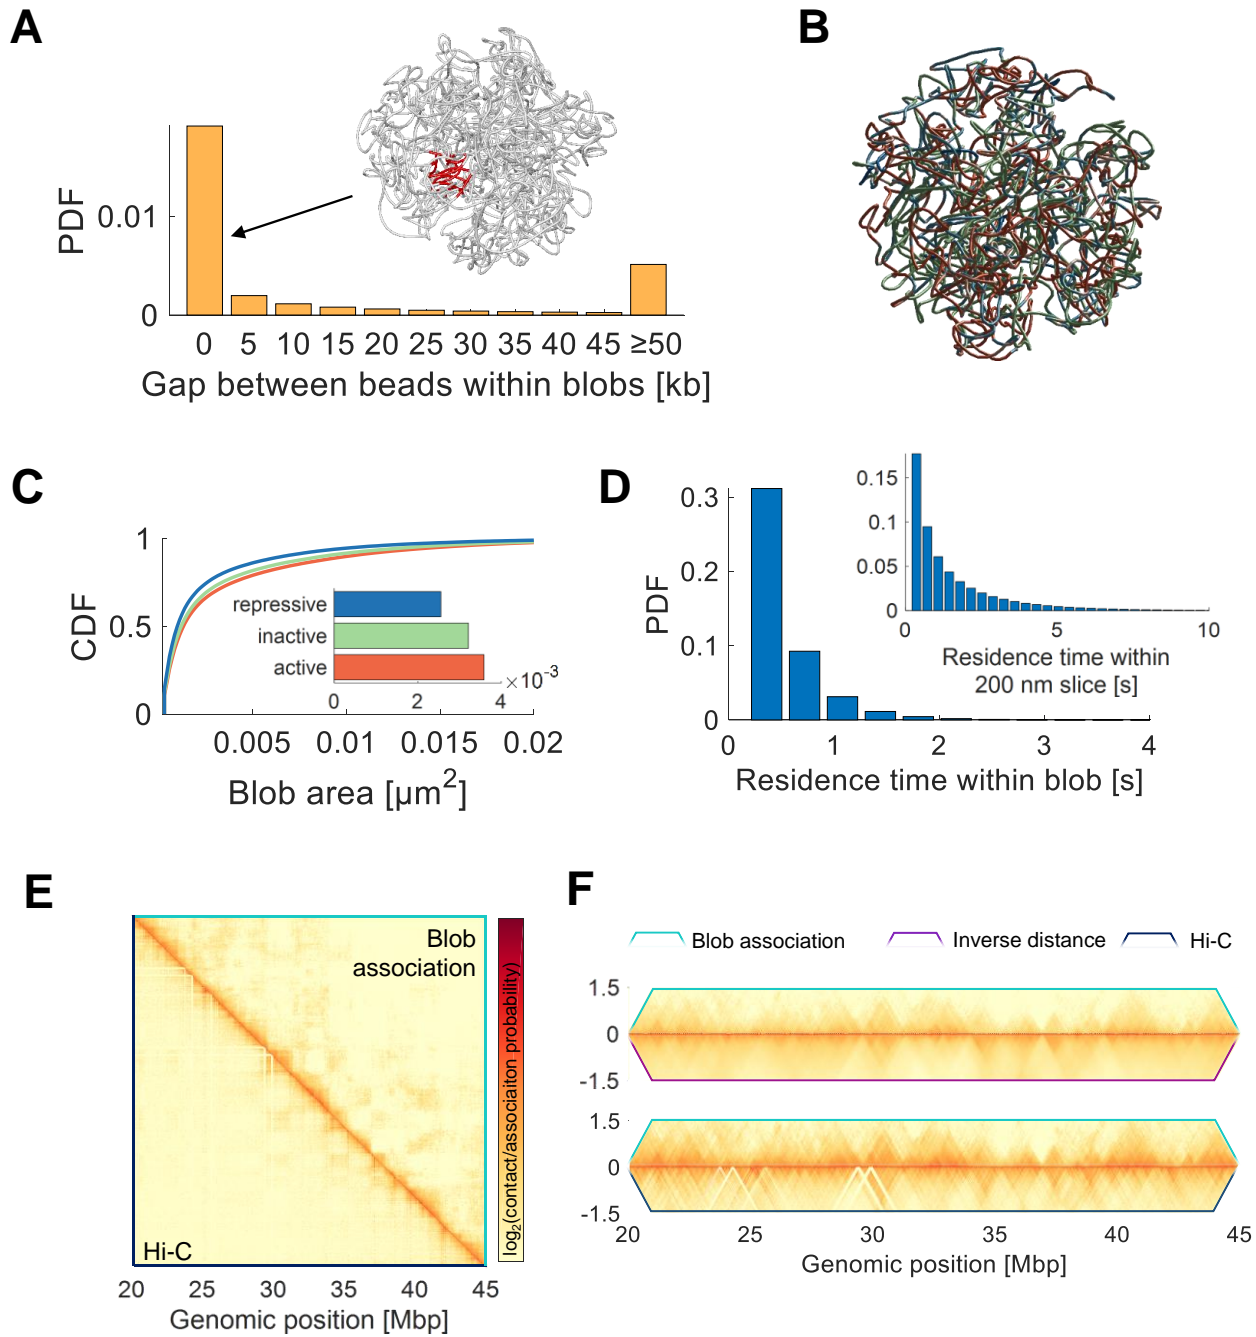 A
PDF
0.01
0
0 5 10 15 20 25 30 35 40 45 ≥50
Gap between beads within blobs [kb]
B
C
CDF
1
0.5
0
0.005 0.01 0.015 0.02
Blob area [µm²]
repressive
inactive
active
0 2 4 ×10⁻³
D
PDF
0.3
0.2
0.1
0
0 1 2 3 4
Residence time within blob [s]
0.15
0.1
0.05
0
0 5 10
Residence time within
200 nm slice [s]
E
Blob
association
Hi-C
log₂(contact/associaiton probability)
20 25 30 35 40 45
Genomic position [Mbp]
F
Blob association Inverse distance Hi-C
1.5
0
-1.5
1.5
0
-1.5
20 25 30 35 40 45
Genomic position [Mbp]